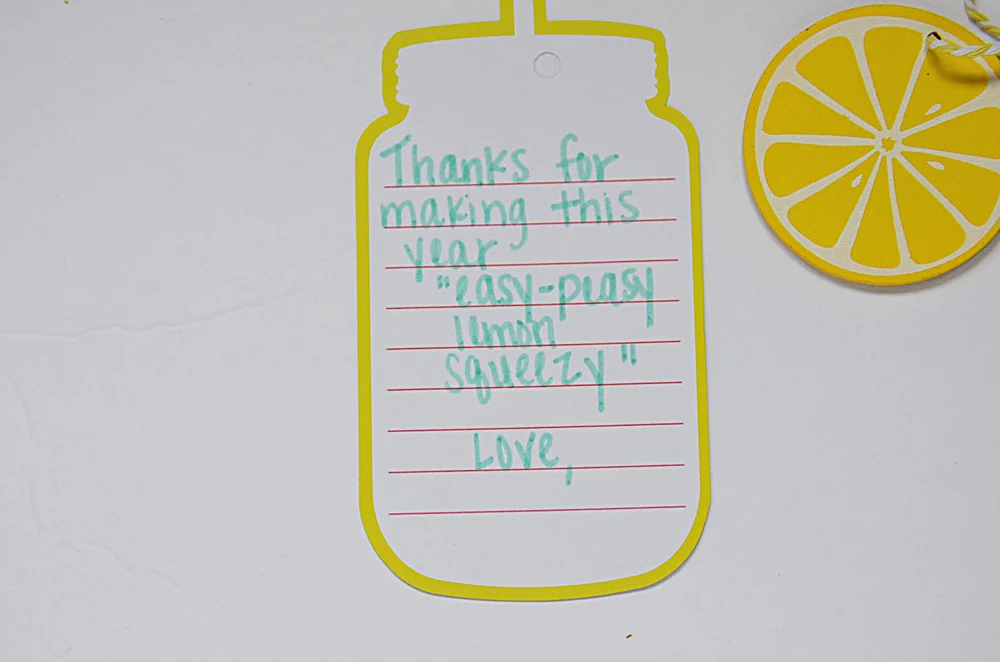 Thanks for
making this
year
"easy-peasy
lemon
squeezy"
Love,